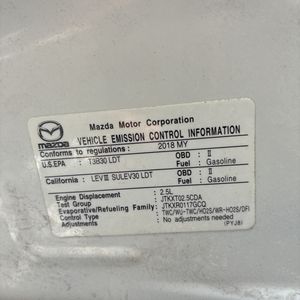 Mazda Motor Corporation
mazda VEHICLE EMISSION CONTROL INFORMATION
Conforms to regulations : 2018 MY
U.S.EPA : T3B30 LDT OBD : II
Fuel : Gasoline
California : LEVIII SULEV30 LDT OBD : II
Fuel : Gasoline
Engine Displacement : 2.5L
Test Group : JTKXT02.5CDA
Evaporative/Refueling Family : JTKXR0117GCQ
Control Type : TWC/WU-TWC/HO2S/WR-HO2S/DFI
Adjustments : No adjustments needed
(PYJ8)